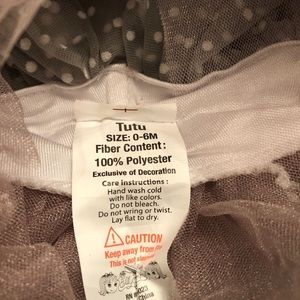 Tutu
SIZE: 0-6M
Fiber Content:
100% Polyester
Exclusive of Decoration
Care instructions:
Hand wash cold
with like colors.
Do not bleach.
Do not wring or twist.
Lay flat to dry.
CAUTION
Keep away from
This is not
RN
China